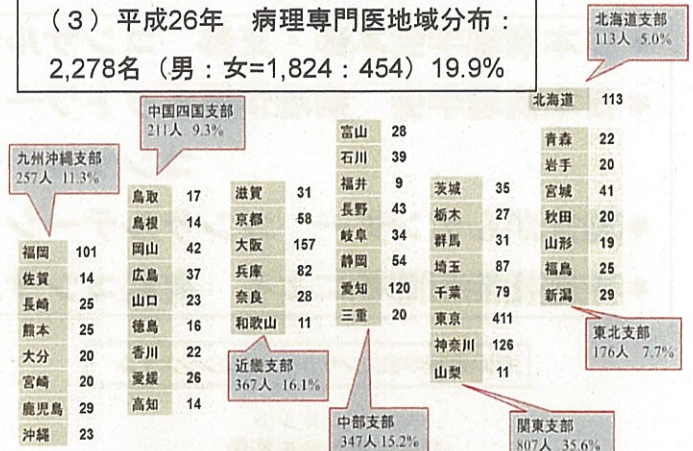 （３）平成26年　病理専門医地域分布：
2,278名（男：女=1,824：454）19.9%
北海道支部
113人 5.0%
北海道 113
中国四国支部
211人 9.3%
九州沖縄支部
257人 11.3%
福岡 101
佐賀 14
長崎 25
熊本 25
大分 20
宮崎 20
鹿児島 29
沖縄 23
鳥取 17
島根 14
岡山 42
広島 37
山口 23
徳島 16
香川 22
愛媛 26
高知 14
滋賀 31
京都 58
大阪 157
兵庫 82
奈良 28
和歌山 11
近畿支部
367人 16.1%
富山 28
石川 39
福井 9
長野 43
岐阜 34
静岡 54
愛知 120
三重 20
中部支部
347人 15.2%
茨城 35
栃木 27
群馬 31
埼玉 87
千葉 79
東京 411
神奈川 126
山梨 11
関東支部
807人 35.6%
青森 22
岩手 20
宮城 41
秋田 20
山形 19
福島 25
新潟 29
東北支部
176人 7.7%